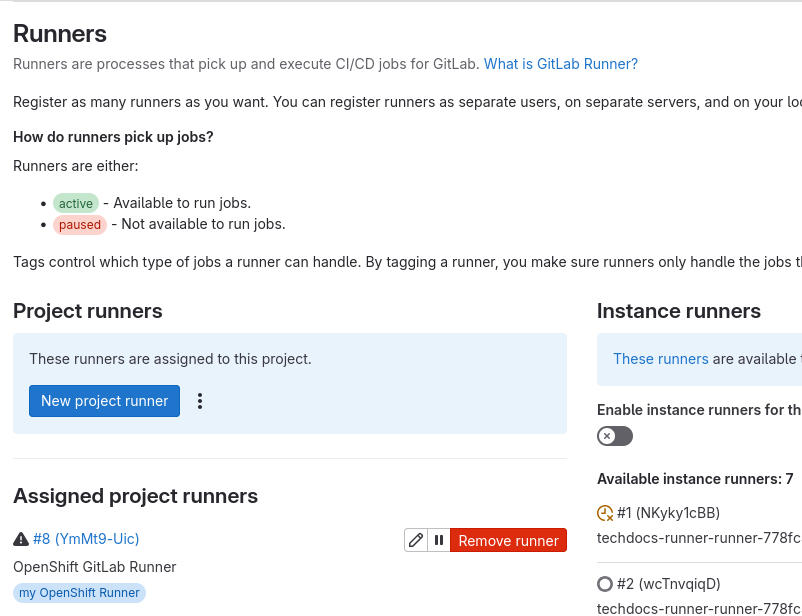 Runners
Runners are processes that pick up and execute CI/CD jobs for GitLab. What is GitLab Runner?
Register as many runners as you want. You can register runners as separate users, on separate servers, and on your
How do runners pick up jobs?
Runners are either:
active - Available to run jobs.
paused - Not available to run jobs.
Tags control which type of jobs a runner can handle. By tagging a runner, you make sure runners only handle the jobs
Project runners
These runners are assigned to this project.
New project runner
Assigned project runners
#8 (YmMt9-Uic)
Remove runner
OpenShift GitLab Runner
my OpenShift Runner
Instance runners
These runners are available
Enable instance runners for
Available instance runners: 7
#1 (NKyky1cBB)
techdocs-runner-runner-778fc
#2 (wcTnvqiqD)
techdocs-runner-runner-778fc